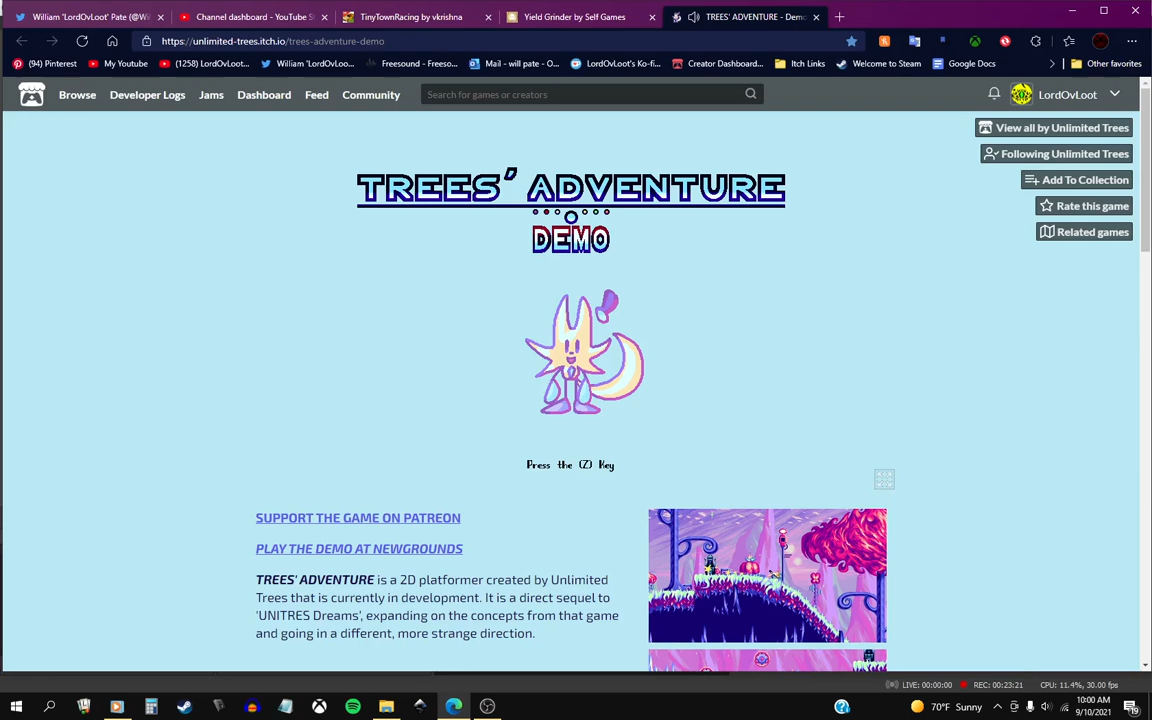 William 'LordOvLoot' Pate (@Wi
Channel dashboard - YouTube S
TinyTownRacing by vkrishna
Yield Grinder by Self Games
TREES' ADVENTURE - Demo
https://unlimited-trees.itch.io/trees-adventure-demo
(94) Pinterest
My Youtube
(1258) LordOvLoot...
William 'LordOvLoo...
Freesound - Freeso...
Mail - will pate - O...
LordOvLoot's Ko-fi...
Creator Dashboard...
Itch Links
Welcome to Steam
Google Docs
Other favorites
Browse
Developer Logs
Jams
Dashboard
Feed
Community
Search for games or creators
LordOvLoot
View all by Unlimited Trees
Following Unlimited Trees
Add To Collection
Rate this game
Related games
TREES' ADVENTURE
DEMO
Press the (Z) Key
SUPPORT THE GAME ON PATREON
PLAY THE DEMO AT NEWGROUNDS
TREES' ADVENTURE is a 2D platformer created by Unlimited
Trees that is currently in development. It is a direct sequel to
'UNITRES Dreams', expanding on the concepts from that game
and going in a different, more strange direction.
LIVE: 00:00:00
REC: 00:23:21
CPU: 11.4%, 30.00 fps
70°F Sunny
10:00 AM
9/10/2021
19